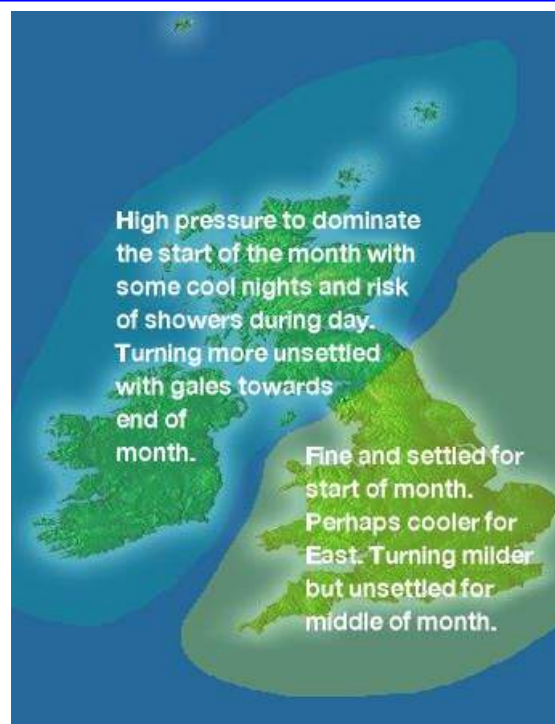 High pressure to dominate
the start of the month with
some cool nights and risk
of showers during day.
Turning more unsettled
with gales towards
end of
month.
Fine and settled for
start of month.
Perhaps cooler for
East. Turning milder
but unsettled for
middle of month.